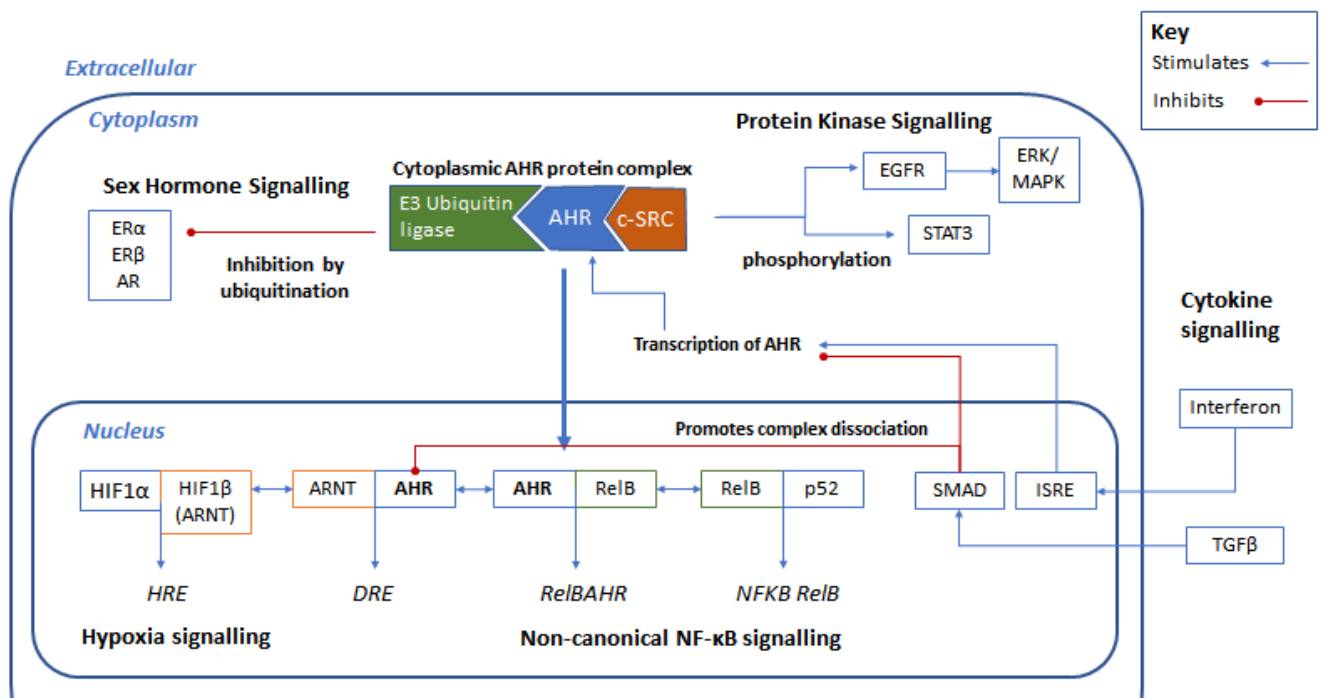 Key
Stimulates
Inhibits
Extracellular
Cytoplasm
Protein Kinase Signalling
EGFR
ERK/
MAPK
STAT3
phosphorylation
Cytoplasmic AHR protein complex
E3 Ubiquitin
ligase
AHR
c-SRC
Sex Hormone Signalling
ERα
ERβ
AR
Inhibition by
ubiquitination
Transcription of AHR
Cytokine
signalling
Interferon
TGFβ
Nucleus
Promotes complex dissociation
HIF1α
HIF1β
(ARNT)
ARNT
AHR
AHR
RelB
RelB
p52
SMAD
ISRE
HRE
DRE
RelBAHR
NFKB RelB
Hypoxia signalling
Non-canonical NF-κB signalling